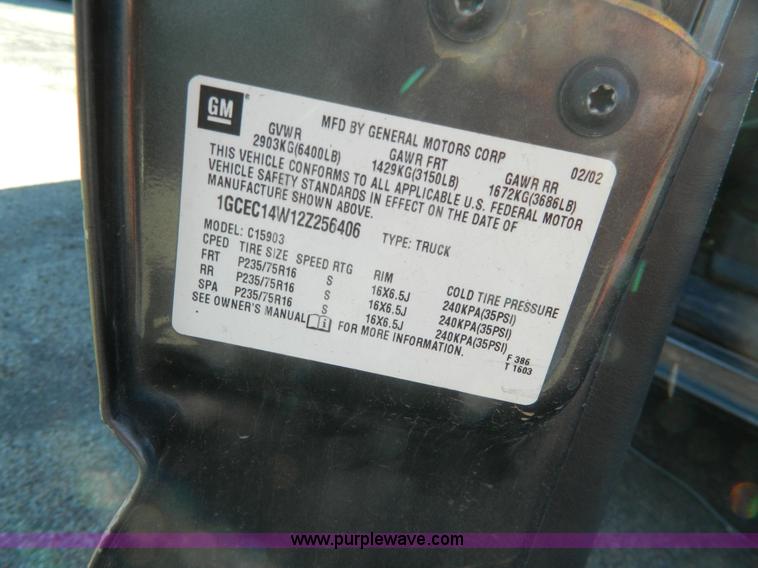 GM
MFD BY GENERAL MOTORS CORP 02/02
GVWR GAWR FRT GAWR RR
2903KG(6400LB) 1429KG(3150LB) 1672KG(3686LB)
THIS VEHICLE CONFORMS TO ALL APPLICABLE U.S. FEDERAL MOTOR
VEHICLE SAFETY STANDARDS IN EFFECT ON THE DATE OF
MANUFACTURE SHOWN ABOVE.
1GCEC14W12Z256406 TYPE: TRUCK
MODEL: C15903
CPED TIRE SIZE SPEED RTG RIM COLD TIRE PRESSURE
FRT P235/75R16 S 16X6.5J 240KPA(35PSI)
RR P235/75R16 S 16X6.5J 240KPA(35PSI)
SPA P235/75R16 S 16X6.5J 240KPA(35PSI)
SEE OWNER'S MANUAL FOR MORE INFORMATION.
F 386
T 1603
www.purplewave.com